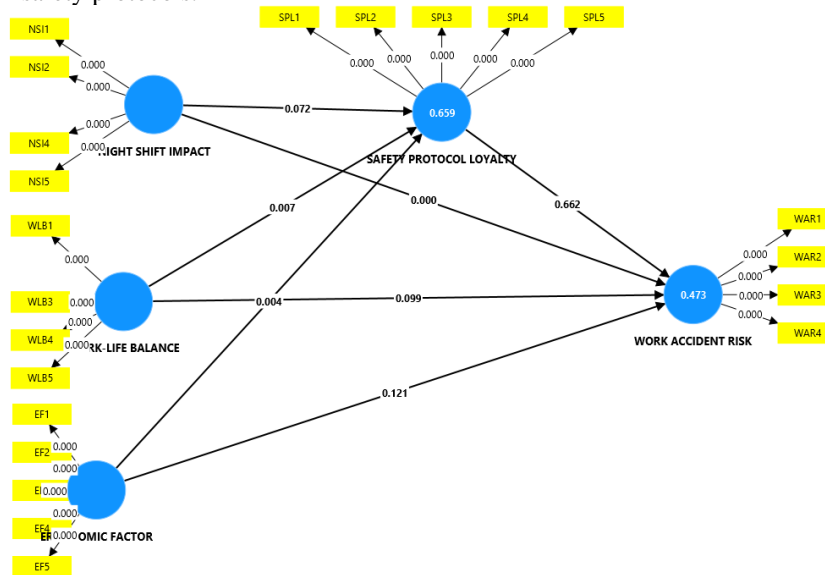 SPL1
SPL2
SPL3
SPL4
SPL5
NSI1
NSI2
NSI4
NSI5
0.000
0.000
0.000
0.000
0.000
0.000
0.000
0.000
0.000
NIGHT SHIFT IMPACT
0.072
0.659
SAFETY PROTOCOL LOYALTY
0.007
0.000
0.662
WLB1
WLB3
WLB4
WLB5
0.000
0.000
0.000
0.000
RK-LIFE BALANCE
0.004
0.099
0.121
WAR1
WAR2
WAR3
WAR4
0.000
0.000
0.000
0.000
0.473
WORK ACCIDENT RISK
EF1
EF2
EF4
EF5
0.000
0.000
0.000
0.000
0.000
OMIC FACTOR